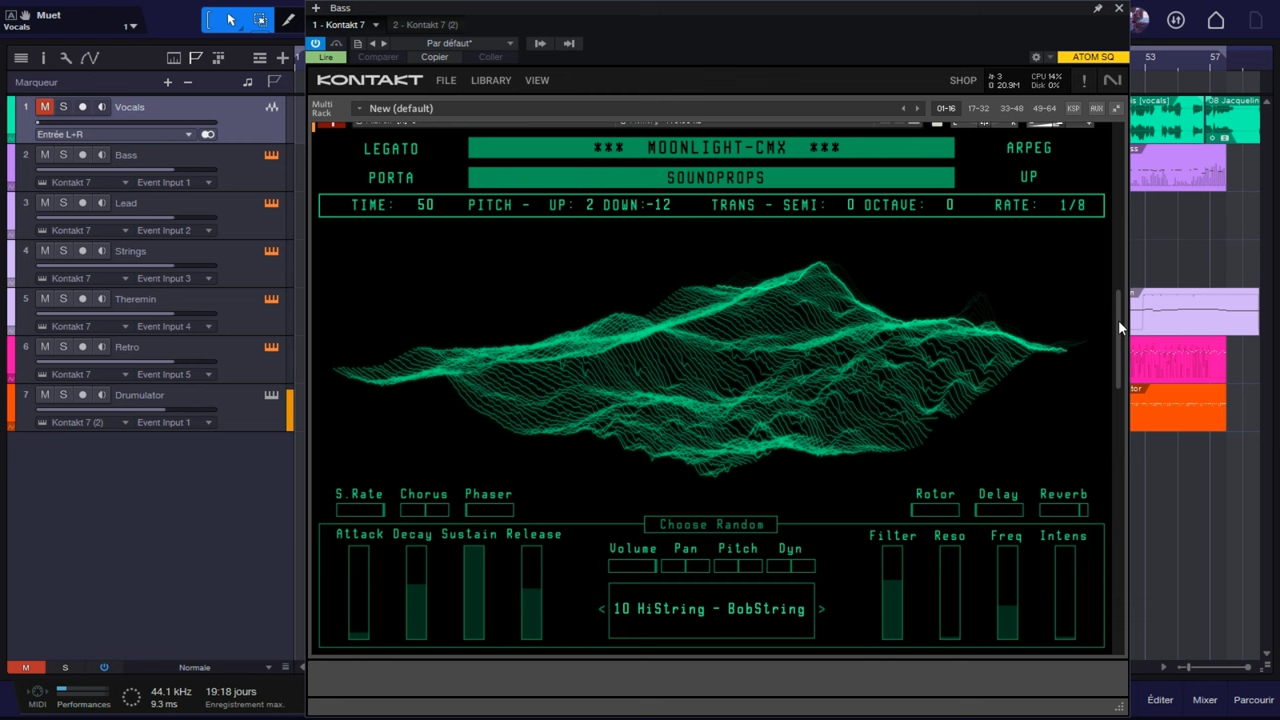 Muet
Vocals
1
Bass
1 - Kontakt 7
2 - Kontakt 7 (2)
Par défaut*
Lire
Comparer
Copier
Coller
ATOM SQ
Marqueur
KONTAKT
FILE
LIBRARY
VIEW
SHOP
3
20.9M
CPU 14%
Disk 0%
Multi Rack
New (default)
01-16
17-32
33-48
49-64
KSP
AUX
53
57
1 M S Vocals
Entrée L+R
2 M S Bass
Kontakt 7 Event Input 1
3 M S Lead
Kontakt 7 Event Input 2
4 M S Strings
Kontakt 7 Event Input 3
5 M S Theremin
Kontakt 7 Event Input 4
6 M S Retro
Kontakt 7 Event Input 5
7 M S Drumulator
Kontakt 7 (2) Event Input 1
LEGATO *** MOONLIGHT-CMX *** ARPEG
PORTA SOUNDPROPS UP
TIME: 50 PITCH - UP: 2 DOWN:-12 TRANS - SEMI: 0 OCTAVE: 0 RATE: 1/8
S.Rate Chorus Phaser
Rotor Delay Reverb
Choose Random
Attack Decay Sustain Release
Volume Pan Pitch Dyn
Filter Reso Freq Intens
< 10 HiString - BobString >
[vocals]
08 Jacquelin
M S Normale
MIDI
Performances
44.1 kHz
9.3 ms
19:18 jours
Enregistrement max.
Éditer
Mixer
Parcourir